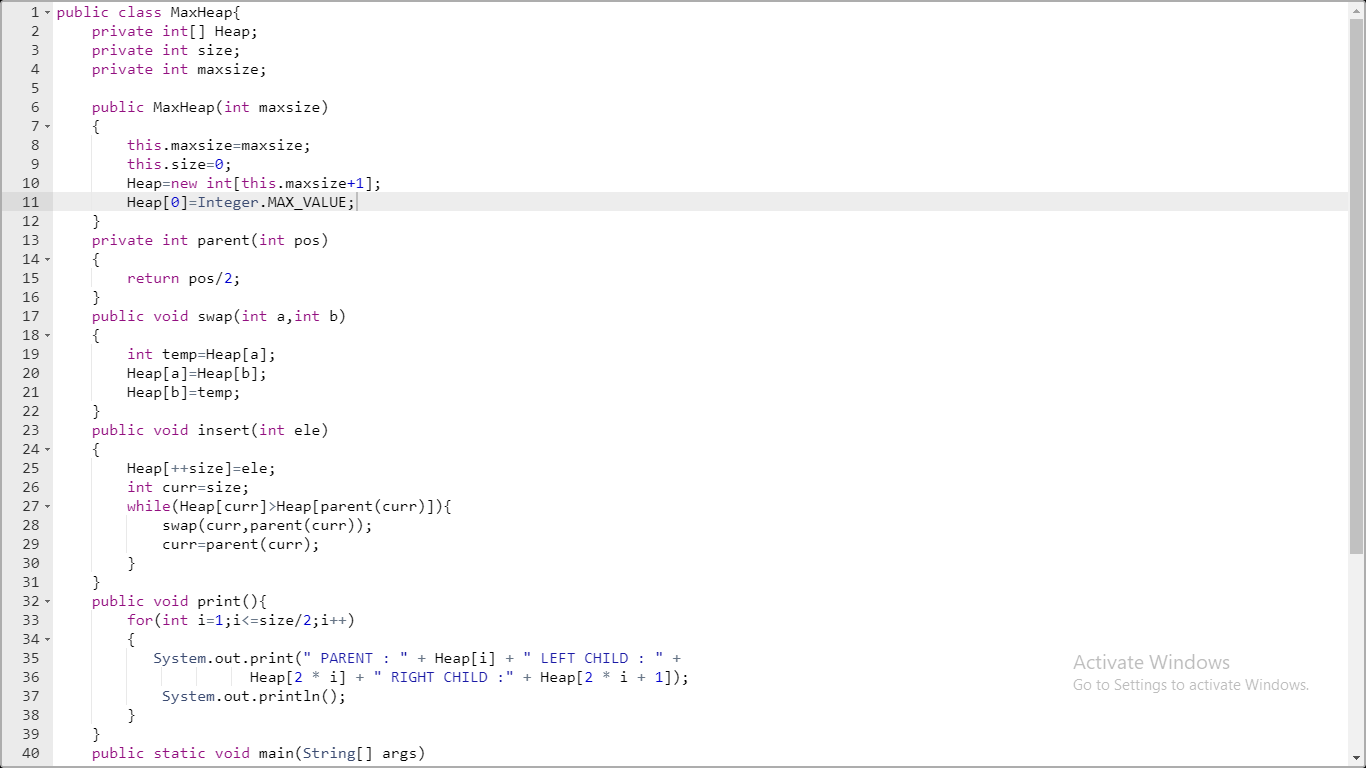 1 public class MaxHeap{
2 private int[] Heap;
3 private int size;
4 private int maxsize;
5
6 public MaxHeap(int maxsize)
7 {
8 this.maxsize=maxsize;
9 this.size=0;
10 Heap=new int[this.maxsize+1];
11 Heap[0]=Integer.MAX_VALUE;
12 }
13 private int parent(int pos)
14 {
15 return pos/2;
16 }
17 public void swap(int a,int b)
18 {
19 int temp=Heap[a];
20 Heap[a]=Heap[b];
21 Heap[b]=temp;
22 }
23 public void insert(int ele)
24 {
25 Heap[++size]=ele;
26 int curr=size;
27 while(Heap[curr]>Heap[parent(curr)]){
28 swap(curr,parent(curr));
29 curr=parent(curr);
30 }
31 }
32 public void print(){
33 for(int i=1;i<=size/2;i++)
34 {
35 System.out.print(" PARENT : " + Heap[i] + " LEFT CHILD : " +
36 Heap[2 * i] + " RIGHT CHILD :" + Heap[2 * i + 1]);
37 System.out.println();
38 }
39 }
40 public static void main(String[] args)
Activate Windows
Go to Settings to activate Windows.